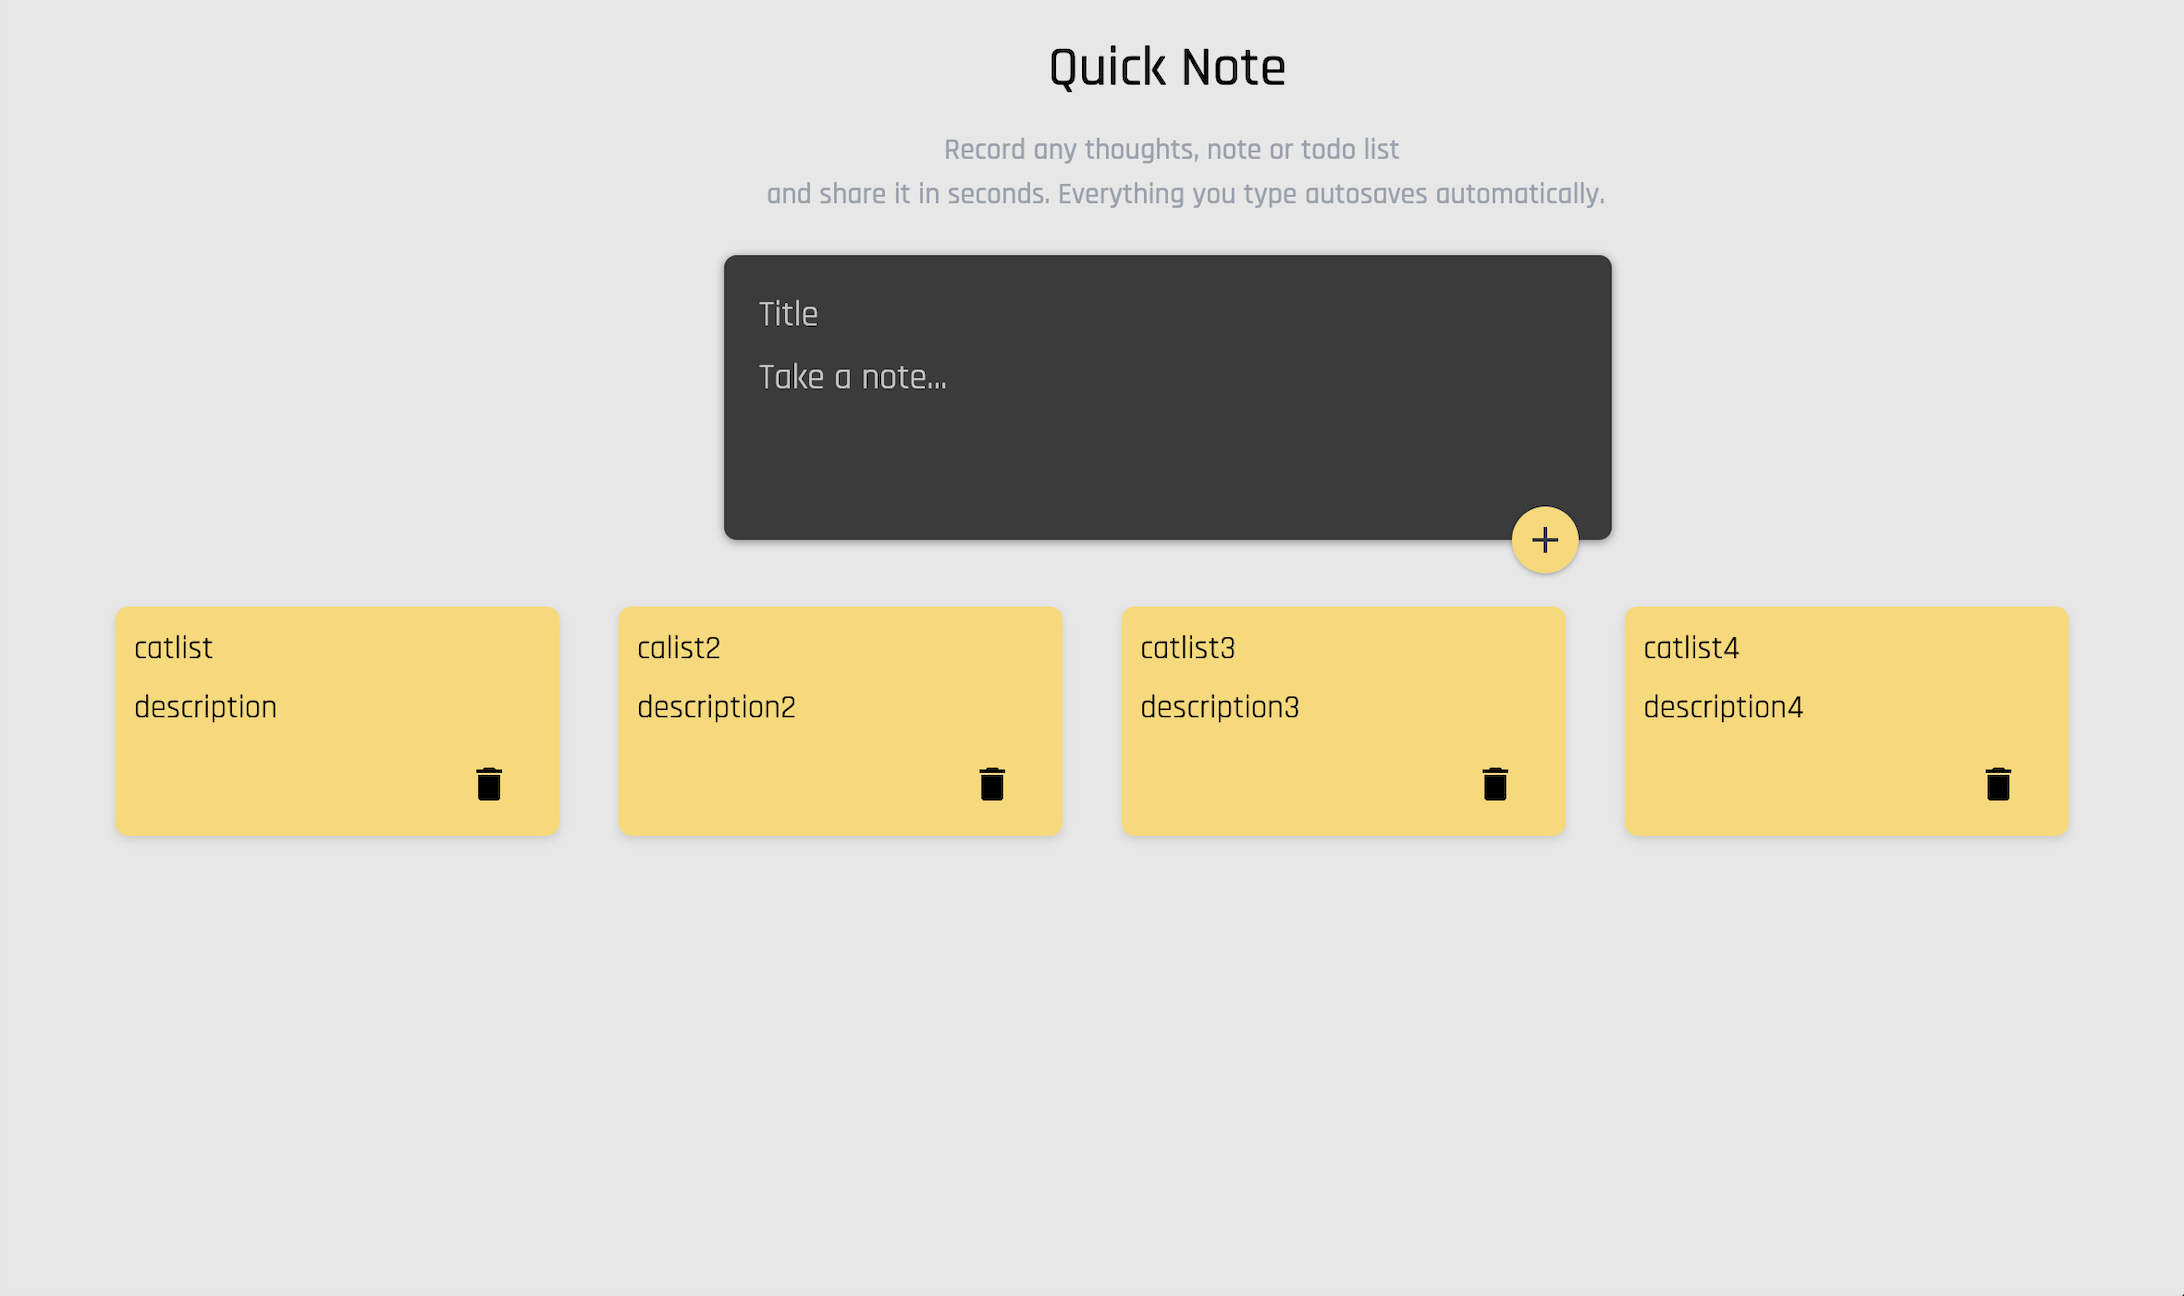 Quick Note
Record any thoughts, note or todo list
and share it in seconds. Everything you type autosaves automatically.
Title
Take a note...
catlist
description
calist2
description2
catlist3
description3
catlist4
description4